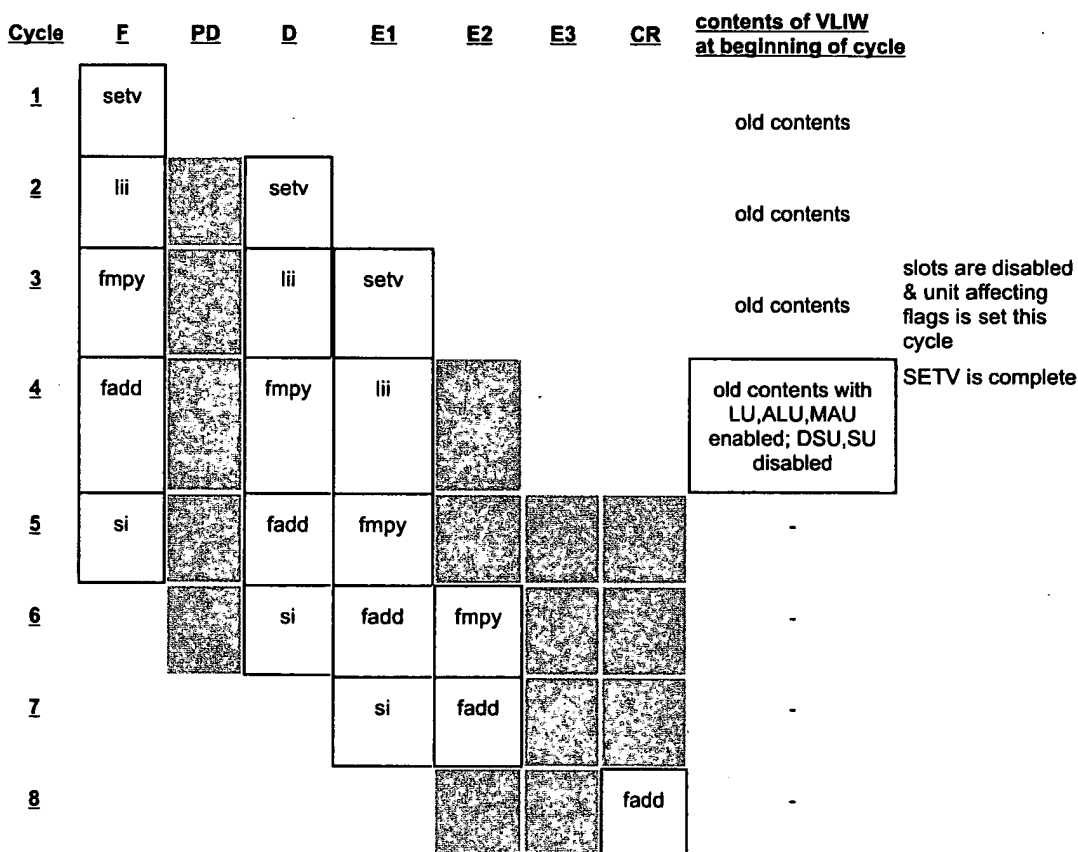 Cycle F PD D E1 E2 E3 CR contents of VLIW
at beginning of cycle
1 setv
old contents
2 lii setv
old contents
3 fmpy lii setv
old contents
slots are disabled
& unit affecting
flags is set this
cycle
4 fadd fmpy lii
old contents with
LU,ALU,MAU
enabled; DSU,SU
disabled
SETV is complete
5 si fadd fmpy -
6 si fadd fmpy -
7 si fadd -
8 fadd -